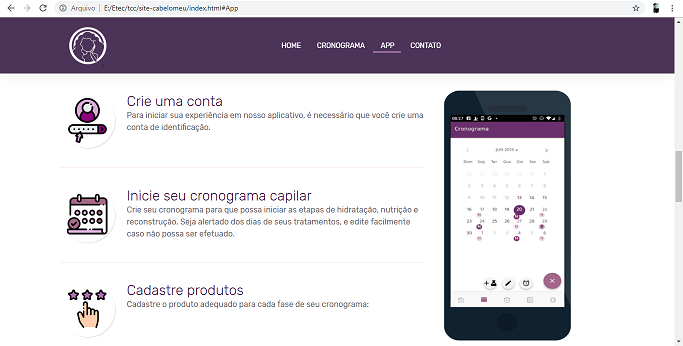 Arquivo | E:/Etec/tcc/site-cabelomeu/index.html#App
HOME CRONOGRAMA APP CONTATO
Crie uma conta
Para iniciar sua experiência em nosso aplicativo, é necessário que você crie uma
conta de identificação.
Inicie seu cronograma capilar
Crie seu cronograma para que possa iniciar as etapas de hidratação, nutrição e
reconstrução. Seja alertado dos dias de seus tratamentos, e edite facilmente
caso não possa ser efetuado.
Cadastre produtos
Cadastre o produto adequado para cada fase de seu cronograma:
08:27
Cronograma
JUN 2019
Dom Seg Ter Qua Qui Sex Sáb
2 3 4 5 6 7 8
9 10 11 12 13 14 15
16 17 18 19 20 21 22
23 24 25 26 27 28 29
30 1 2 3 4 5 6